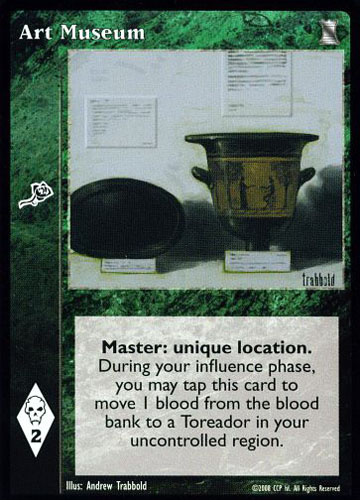 Art Museum
trabbold
Master: unique location.
During your influence phase,
you may tap this card to
move 1 blood from the blood
bank to a Toreador in your
uncontrolled region.
2
Illus: Andrew Trabbold
©2008 CCP hf. All Rights Reserved